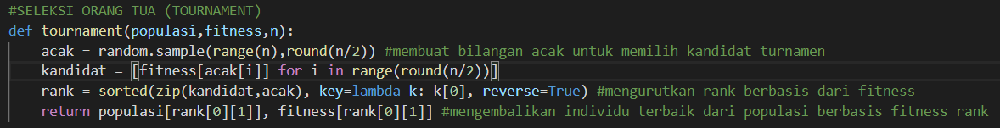 #SELEKSI ORANG TUA (TOURNAMENT)
def tournament(populasi,fitness,n):
    acak = random.sample(range(n),round(n/2)) #membuat bilangan acak untuk memilih kandidat turnamen
    kandidat = [fitness[acak[i]] for i in range(round(n/2))]
    rank = sorted(zip(kandidat,acak), key=lambda k: k[0], reverse=True) #mengurutkan rank berbasis dari fitness
    return populasi[rank[0][1]], fitness[rank[0][1]] #mengembalikan individu terbaik dari populasi berbasis fitness rank